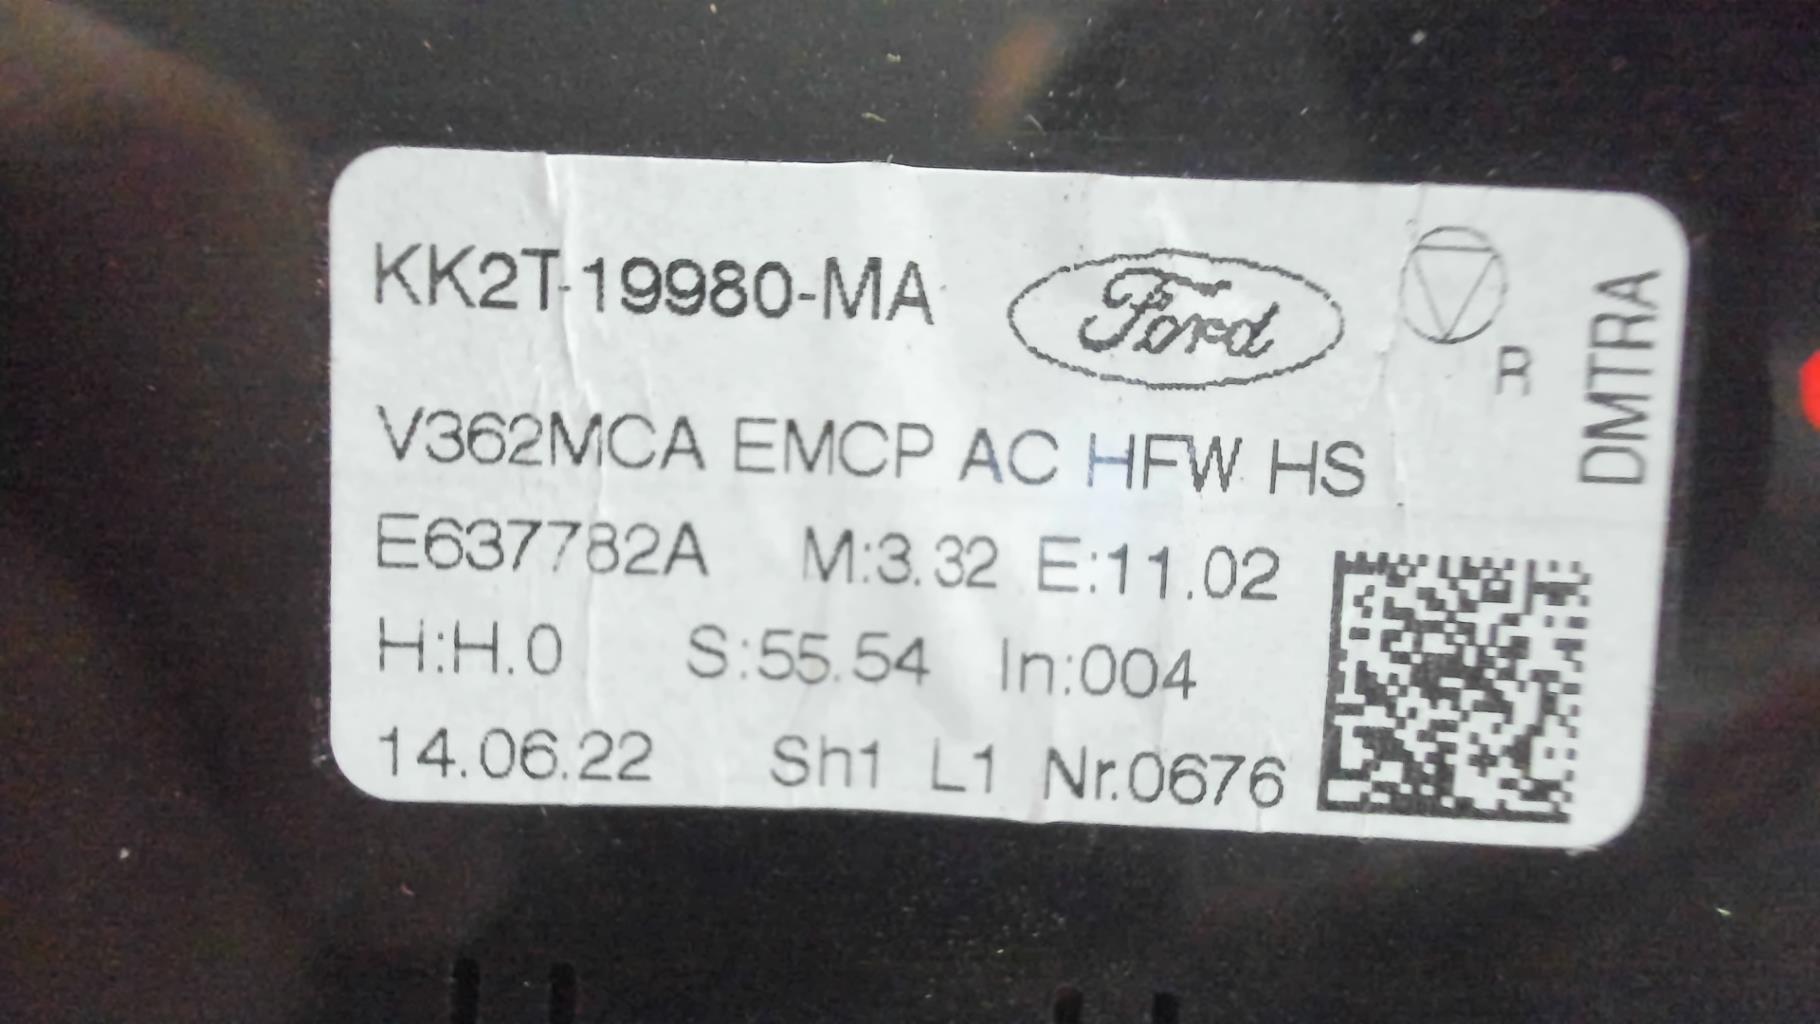 KK2T-19980-MA
Ford
R
DMTRA
V362MCA EMCP AC HFW HS
E637782A M:3.32 E:11.02
H:H.0 S:55.54 In:004
14.06.22 Sh1 L1 Nr.0676